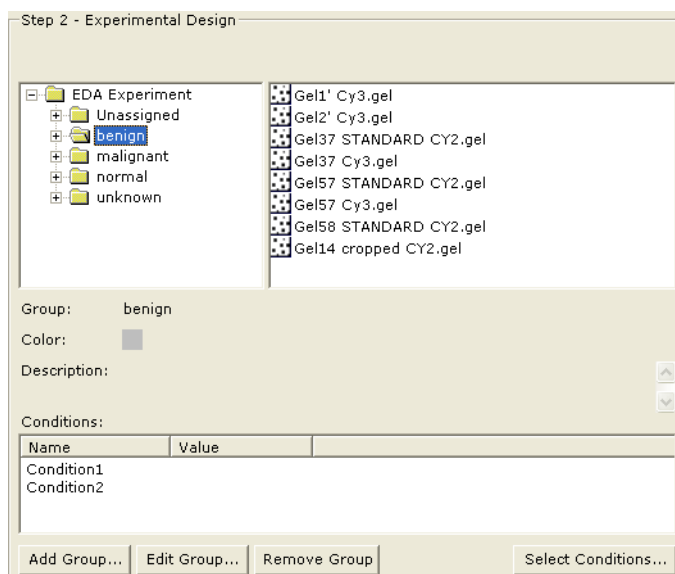 Step 2 - Experimental Design
EDA Experiment
Unassigned
benign
malignant
normal
unknown
Gel1' Cy3.gel
Gel2' Cy3.gel
Gel37 STANDARD CY2.gel
Gel37 Cy3.gel
Gel57 STANDARD CY2.gel
Gel57 Cy3.gel
Gel58 STANDARD CY2.gel
Gel14 cropped CY2.gel
Group: benign
Color:
Description:
Conditions:
Name Value
Condition1
Condition2
Add Group... Edit Group... Remove Group Select Conditions...